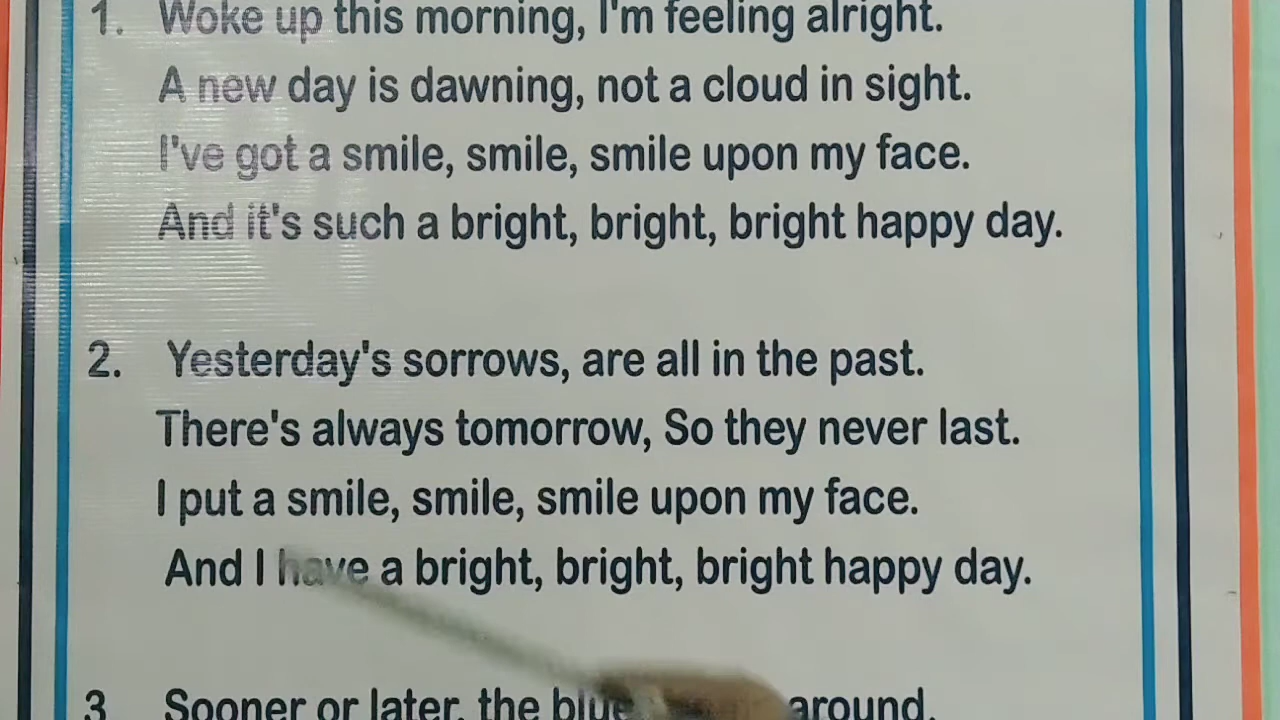 1. Woke up this morning, I'm feeling alright.
A new day is dawning, not a cloud in sight.
I've got a smile, smile, smile upon my face.
And it's such a bright, bright, bright happy day.
2. Yesterday's sorrows, are all in the past.
There's always tomorrow, So they never last.
I put a smile, smile, smile upon my face.
And I have a bright, bright, bright happy day.
3 Sooner or later, the around.